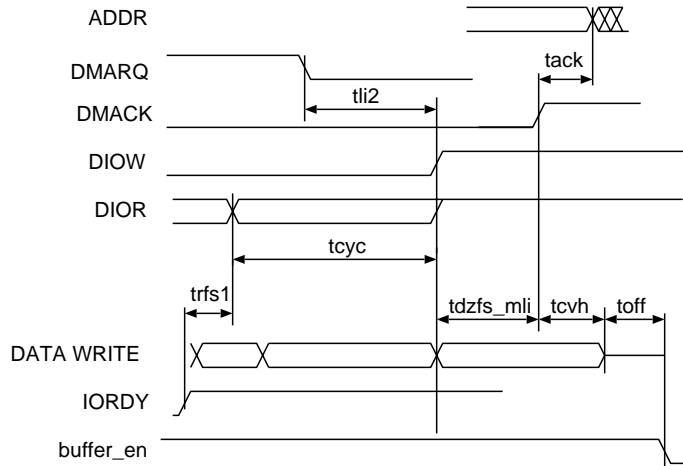 ADDR
DMARQ
tack
tli2
DMACK
DIOW
DIOR
tcyc
trfs1
tdzfs_mli
tcvh
toff
DATA WRITE
IORDY
buffer_en